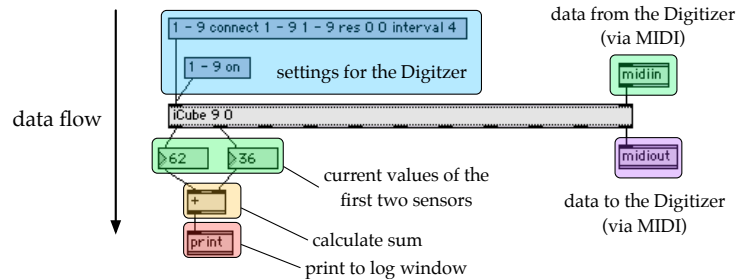 1 - 9 connect 1 - 9 1 - 9 res 0 0 interval 4
data from the Digitizer
(via MIDI)
1 - 9 on
settings for the Digitzer
midiin
iCube 9 0
data flow
62
36
midiout
current values of the
first two sensors
data to the Digitizer
(via MIDI)
+
calculate sum
print
print to log window